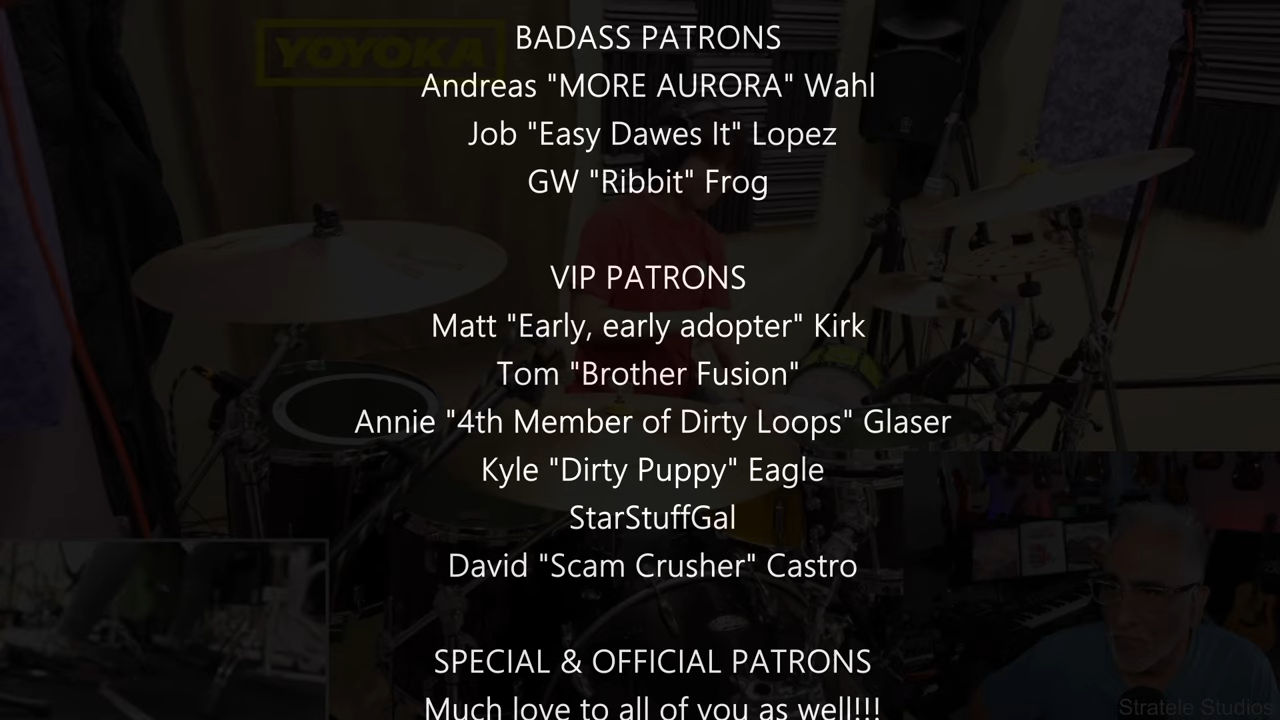 YOYOKA
BADASS PATRONS
Andreas "MORE AURORA" Wahl
Job "Easy Dawes It" Lopez
GW "Ribbit" Frog
VIP PATRONS
Matt "Early, early adopter" Kirk
Tom "Brother Fusion"
Annie "4th Member of Dirty Loops" Glaser
Kyle "Dirty Puppy" Eagle
StarStuffGal
David "Scam Crusher" Castro
SPECIAL & OFFICIAL PATRONS
Much love to all of you as well!!!
Stratele Studios